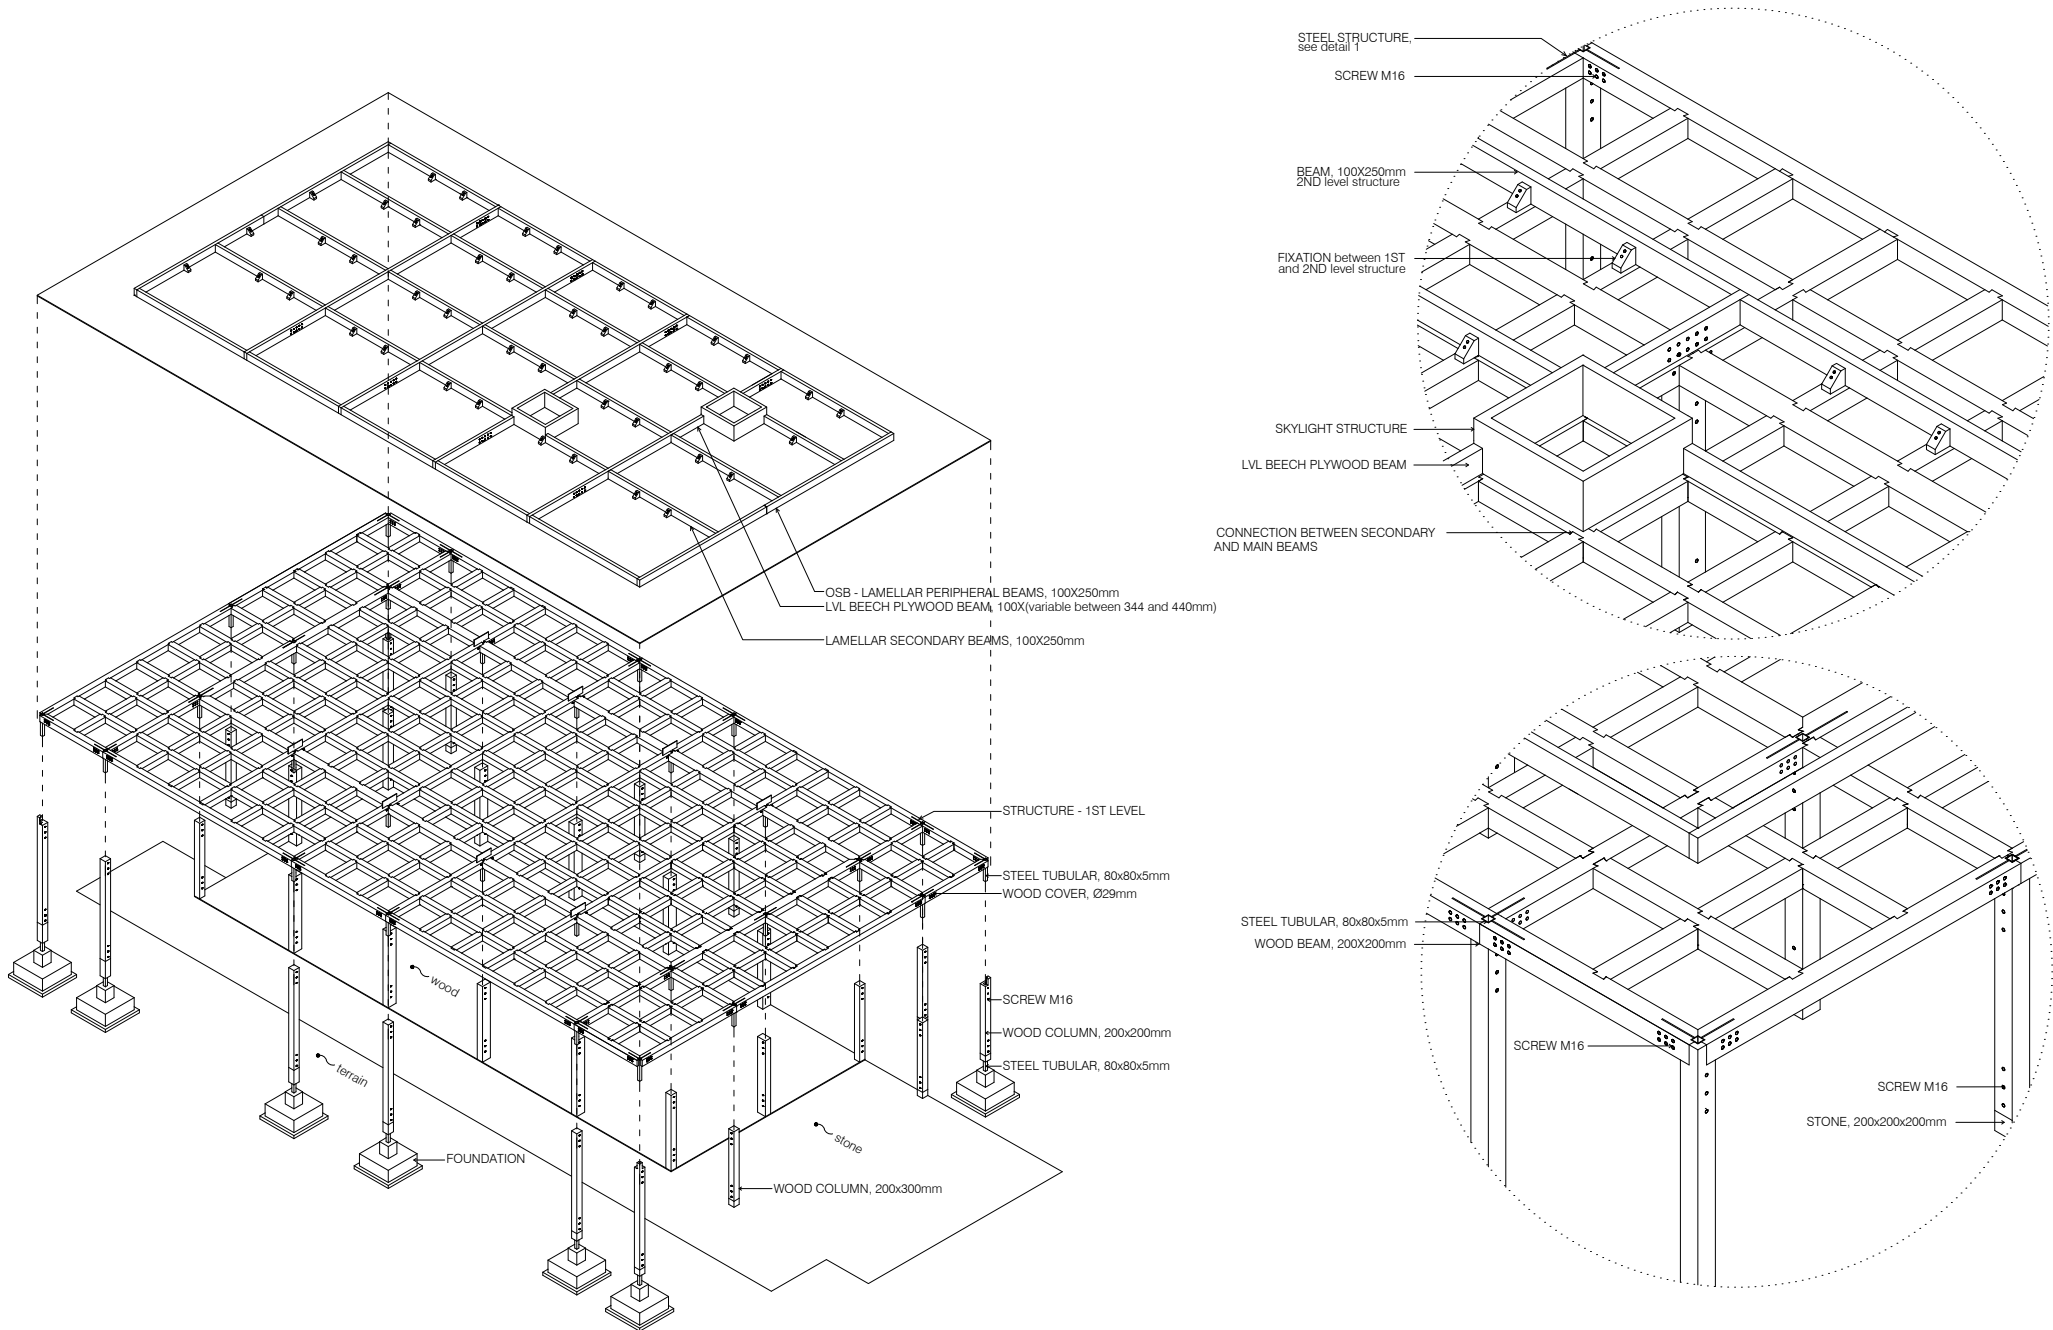 OSB - LAMELLAR PERIPHERAL BEAMS, 100X250mm
LVL BEECH PLYWOOD BEAM, 100X(variable between 344 and 440mm)
LAMELLAR SECONDARY BEAMS, 100X250mm
STRUCTURE - 1ST LEVEL
STEEL TUBULAR, 80x80x5mm
WOOD COVER, Ø29mm
wood
SCREW M16
WOOD COLUMN, 200x200mm
STEEL TUBULAR, 80x80x5mm
terrain
stone
FOUNDATION
WOOD COLUMN, 200x300mm
STEEL STRUCTURE,
see detail 1
SCREW M16
BEAM, 100X250mm
2ND level structure
FIXATION between 1ST
and 2ND level structure
SKYLIGHT STRUCTURE
LVL BEECH PLYWOOD BEAM
CONNECTION BETWEEN SECONDARY
AND MAIN BEAMS
STEEL TUBULAR, 80x80x5mm
WOOD BEAM, 200X200mm
SCREW M16
SCREW M16
STONE, 200x200x200mm